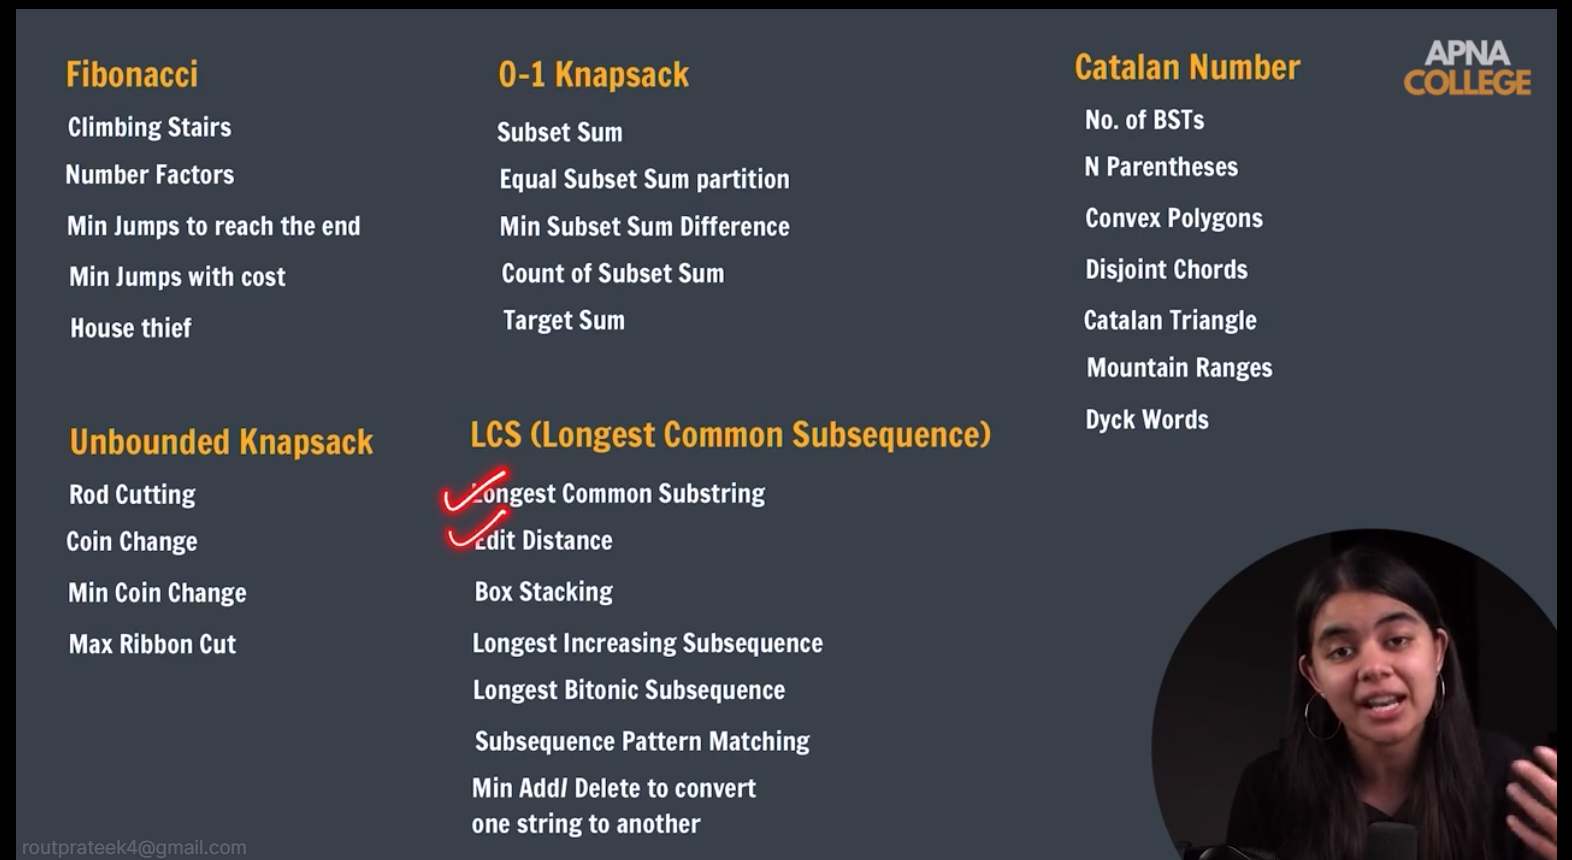 Fibonacci
Climbing Stairs
Number Factors
Min Jumps to reach the end
Min Jumps with cost
House thief
0-1 Knapsack
Subset Sum
Equal Subset Sum partition
Min Subset Sum Difference
Count of Subset Sum
Target Sum
Catalan Number
No. of BSTs
N Parentheses
Convex Polygons
Disjoint Chords
Catalan Triangle
Mountain Ranges
Dyck Words
APNA
COLLEGE
Unbounded Knapsack
Rod Cutting
Coin Change
Min Coin Change
Max Ribbon Cut
LCS (Longest Common Subsequence)
Longest Common Substring
Edit Distance
Box Stacking
Longest Increasing Subsequence
Longest Bitonic Subsequence
Subsequence Pattern Matching
Min Add/ Delete to convert
one string to another
routprateek4@gmail.com